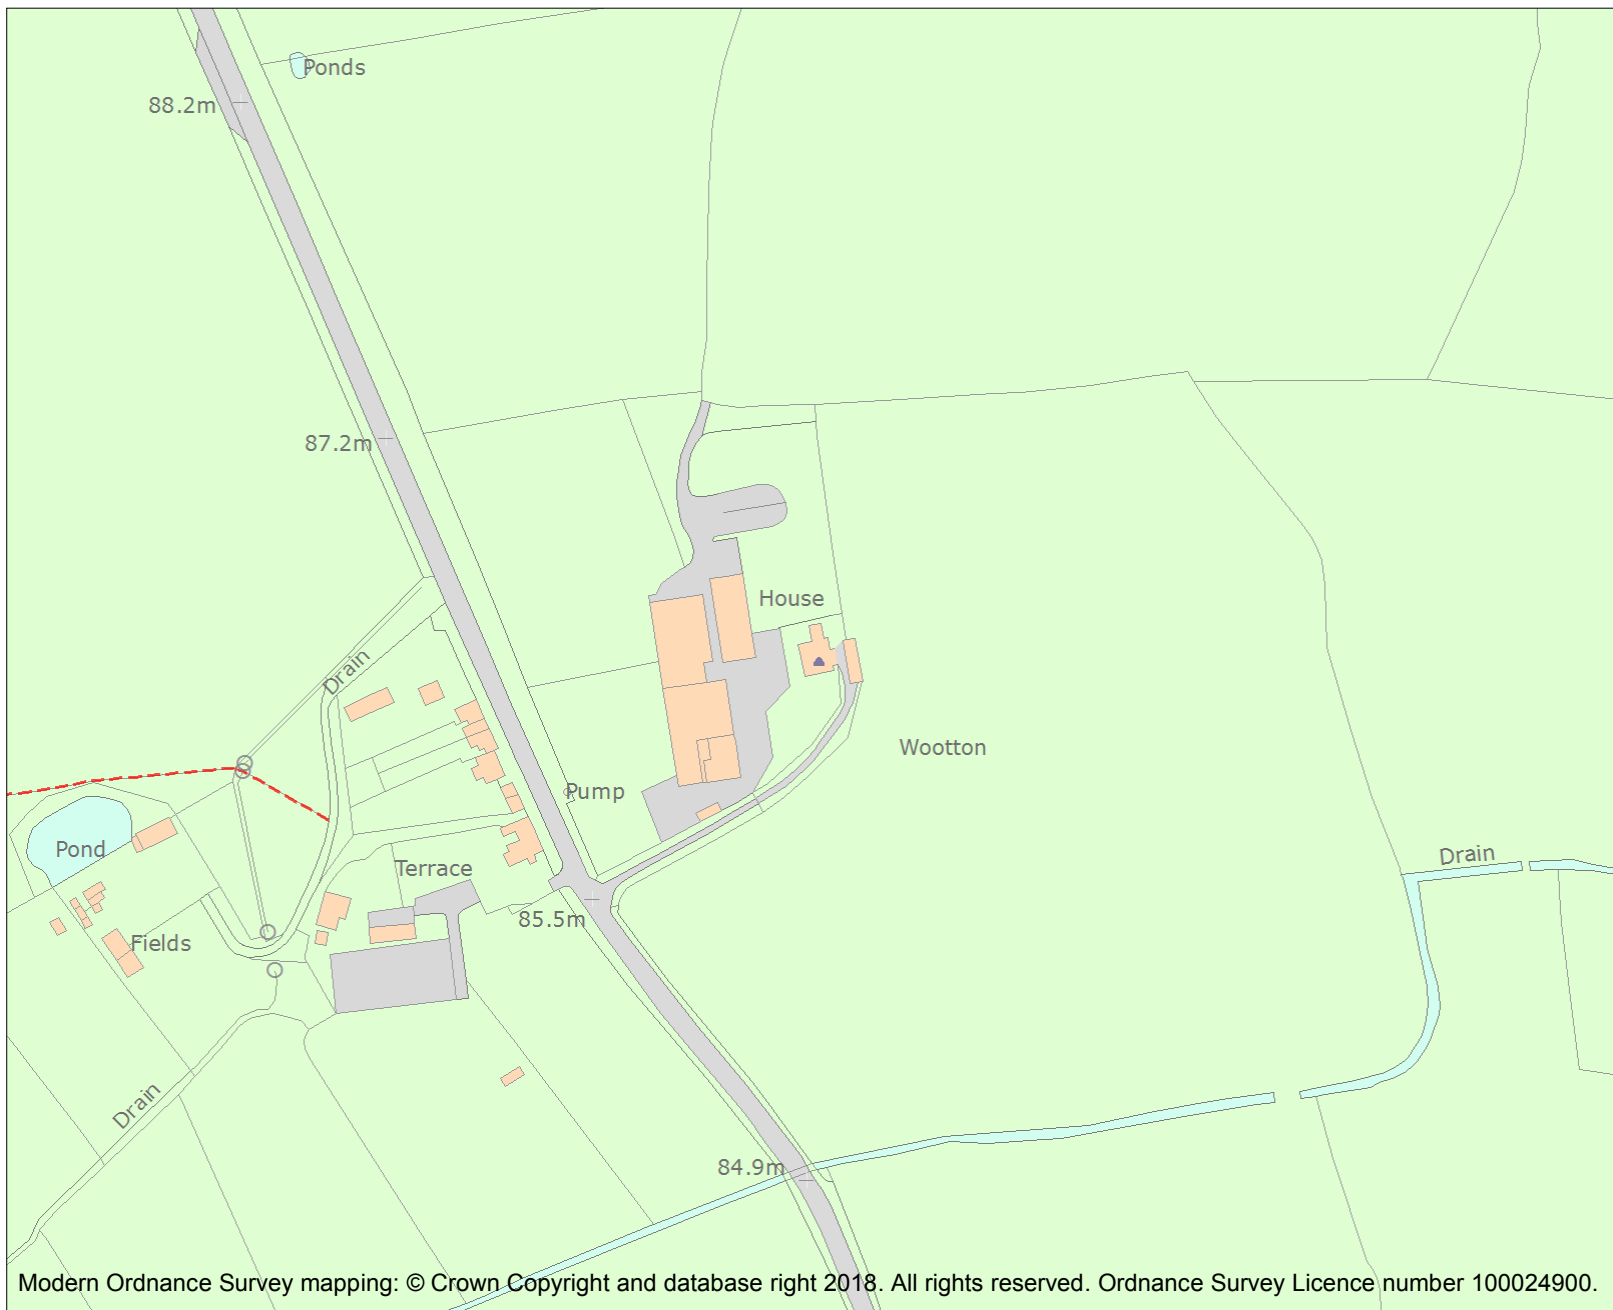 Ponds
88.2m
87.2m
House
Drain
Wootton
Pump
Pond
Terrace
Drain
85.5m
Fields
Drain
84.9m
Modern Ordnance Survey mapping: © Crown Copyright and database right 2018. All rights reserved. Ordnance Survey Licence number 100024900.